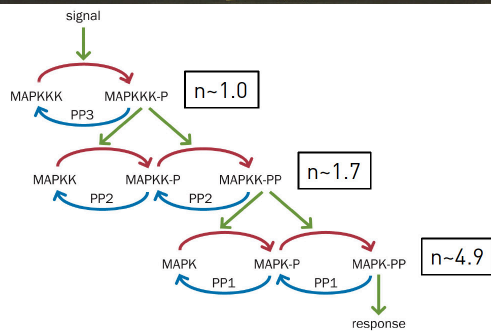 signal
MAPKKK MAPKKK-P n~1.0
PP3
MAPKK MAPKK-P MAPKK-PP n~1.7
PP2 PP2
MAPK MAPK-P MAPK-PP n~4.9
PP1 PP1
response